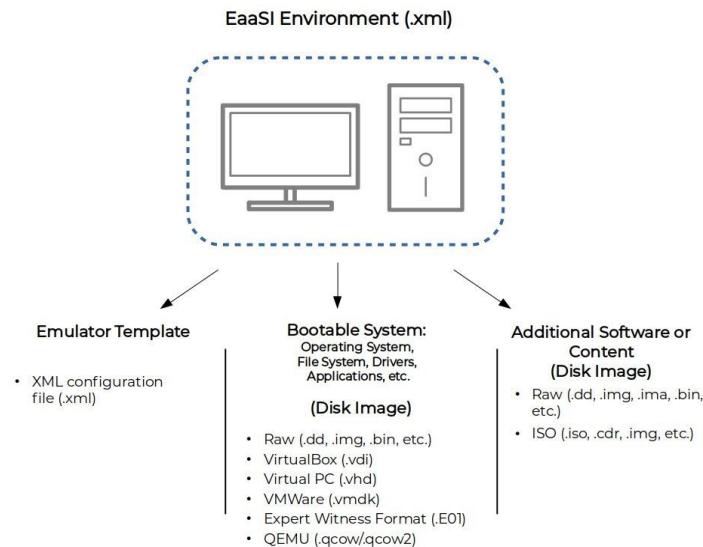 EaaSI Environment (.xml)
Emulator Template
• XML configuration
file (.xml)
Bootable System:
Operating System,
File System, Drivers,
Applications, etc.
(Disk Image)
• Raw (.dd, .img, .bin, etc.)
• VirtualBox (.vdi)
• Virtual PC (.vhd)
• VMWare (.vmdk)
• Expert Witness Format (.E01)
• QEMU (.qcow/.qcow2)
Additional Software or
Content
(Disk Image)
• Raw (.dd, .img, .ima, .bin,
etc.)
• ISO (.iso, .cdr, .img, etc.)